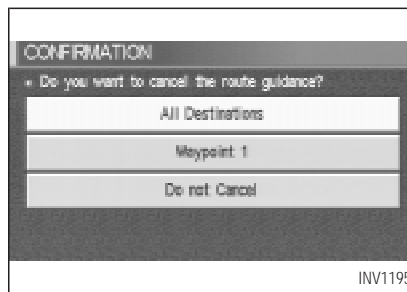 CONFIRMATION
Do you want to cancel the route guidance?
All Destinations
Waypoint 1
Do not Cancel
INV1195